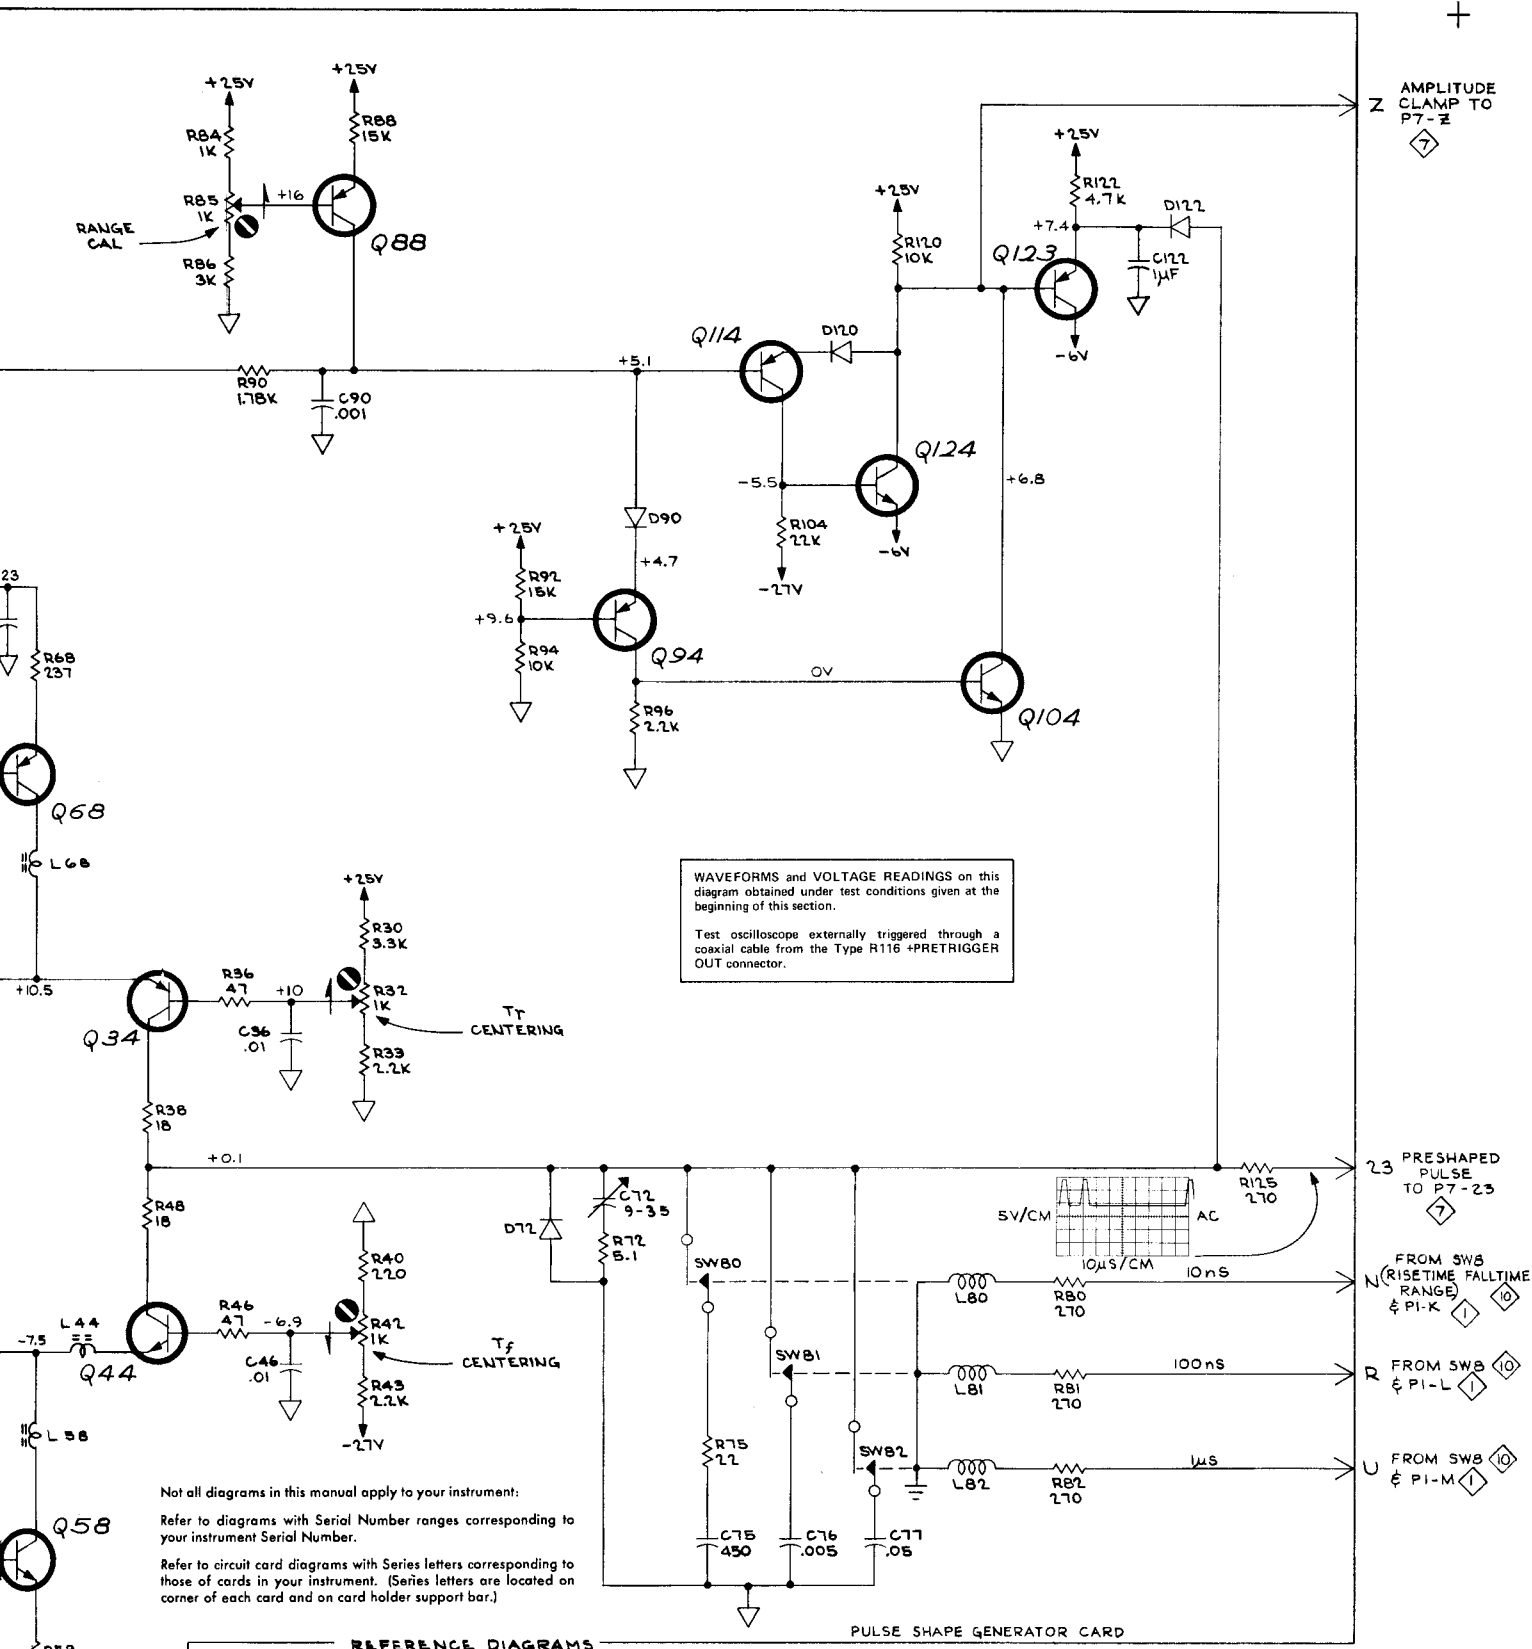 +25V
+25V
R84
1K
R88
15K
R85
1K
+16
RANGE
CAL
R86
3K
Q88
R90
1.78K
C90
.001
+5.1
Q114
D120
+25V
R120
10K
Q123
+25V
R122
4.7K
+7.4
D122
C122
1µF
-6V
Z
AMPLITUDE
CLAMP TO
P7-Z
7
Q124
-5.5
R104
22K
-27V
-6V
+6.8
D90
+4.7
+25V
R92
15K
+9.6
R94
10K
Q94
R96
2.2K
0V
Q104
23
R68
237
Q68
L68
+10.5
Q34
R36
47
+10
C36
.01
+25V
R30
3.3K
R32
1K
R33
2.2K
Tr
CENTERING
WAVEFORMS and VOLTAGE READINGS on this
diagram obtained under test conditions given at the
beginning of this section.
Test oscilloscope externally triggered through a
coaxial cable from the Type R116 +PRETRIGGER
OUT connector.
R38
18
+0.1
R48
18
D72
C72
9-35
R72
5.1
5V/CM
AC
10µS/CM
R125
270
23
PRESHAPED
PULSE
TO P7-23
7
R40
220
R42
1K
R43
2.2K
-27V
Tf
CENTERING
R46
47
-6.9
C46
.01
-7.5
L44
Q44
L58
Q58
SW80
SW81
SW82
L80
R80
270
10nS
N
FROM SW8
(RISETIME FALLTIME
RANGE)
& P1-K
1
10
L81
R81
270
100nS
R
FROM SW8 10
& P1-L 1
L82
R82
270
1µS
U
FROM SW8 10
& P1-M 1
R75
22
C75
450
C76
.005
C77
.05
Not all diagrams in this manual apply to your instrument:
Refer to diagrams with Serial Number ranges corresponding to
your instrument Serial Number.
Refer to circuit card diagrams with Series letters corresponding to
those of cards in your instrument. (Series letters are located on
corner of each card and on card holder support bar.)
REFERENCE DIAGRAMS
PULSE SHAPE GENERATOR CARD